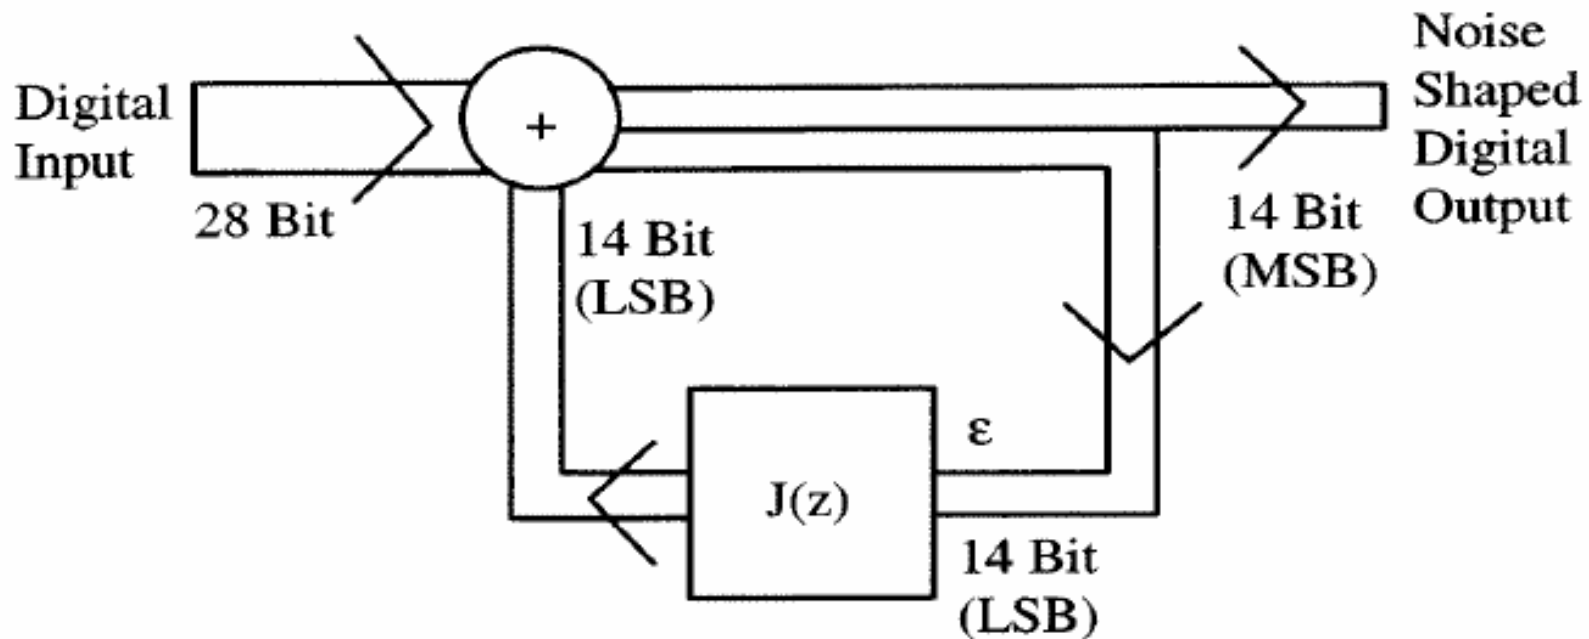 Digital
Input
28 Bit
+
14 Bit
(LSB)
Noise
Shaped
Digital
Output
14 Bit
(MSB)
ε
J(z)
14 Bit
(LSB)